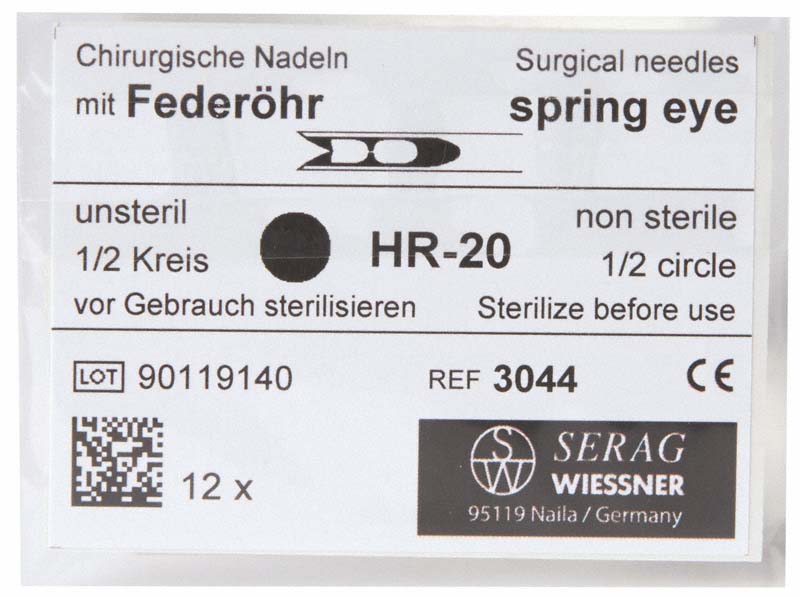 Chirurgische Nadeln
Surgical needles
mit Federöhr
spring eye
unsteril
non sterile
1/2 Kreis
HR-20
1/2 circle
vor Gebrauch sterilisieren
Sterilize before use
LOT 90119140
REF 3044
CE
12 x
SW
SERAG
WIESSNER
95119 Naila / Germany